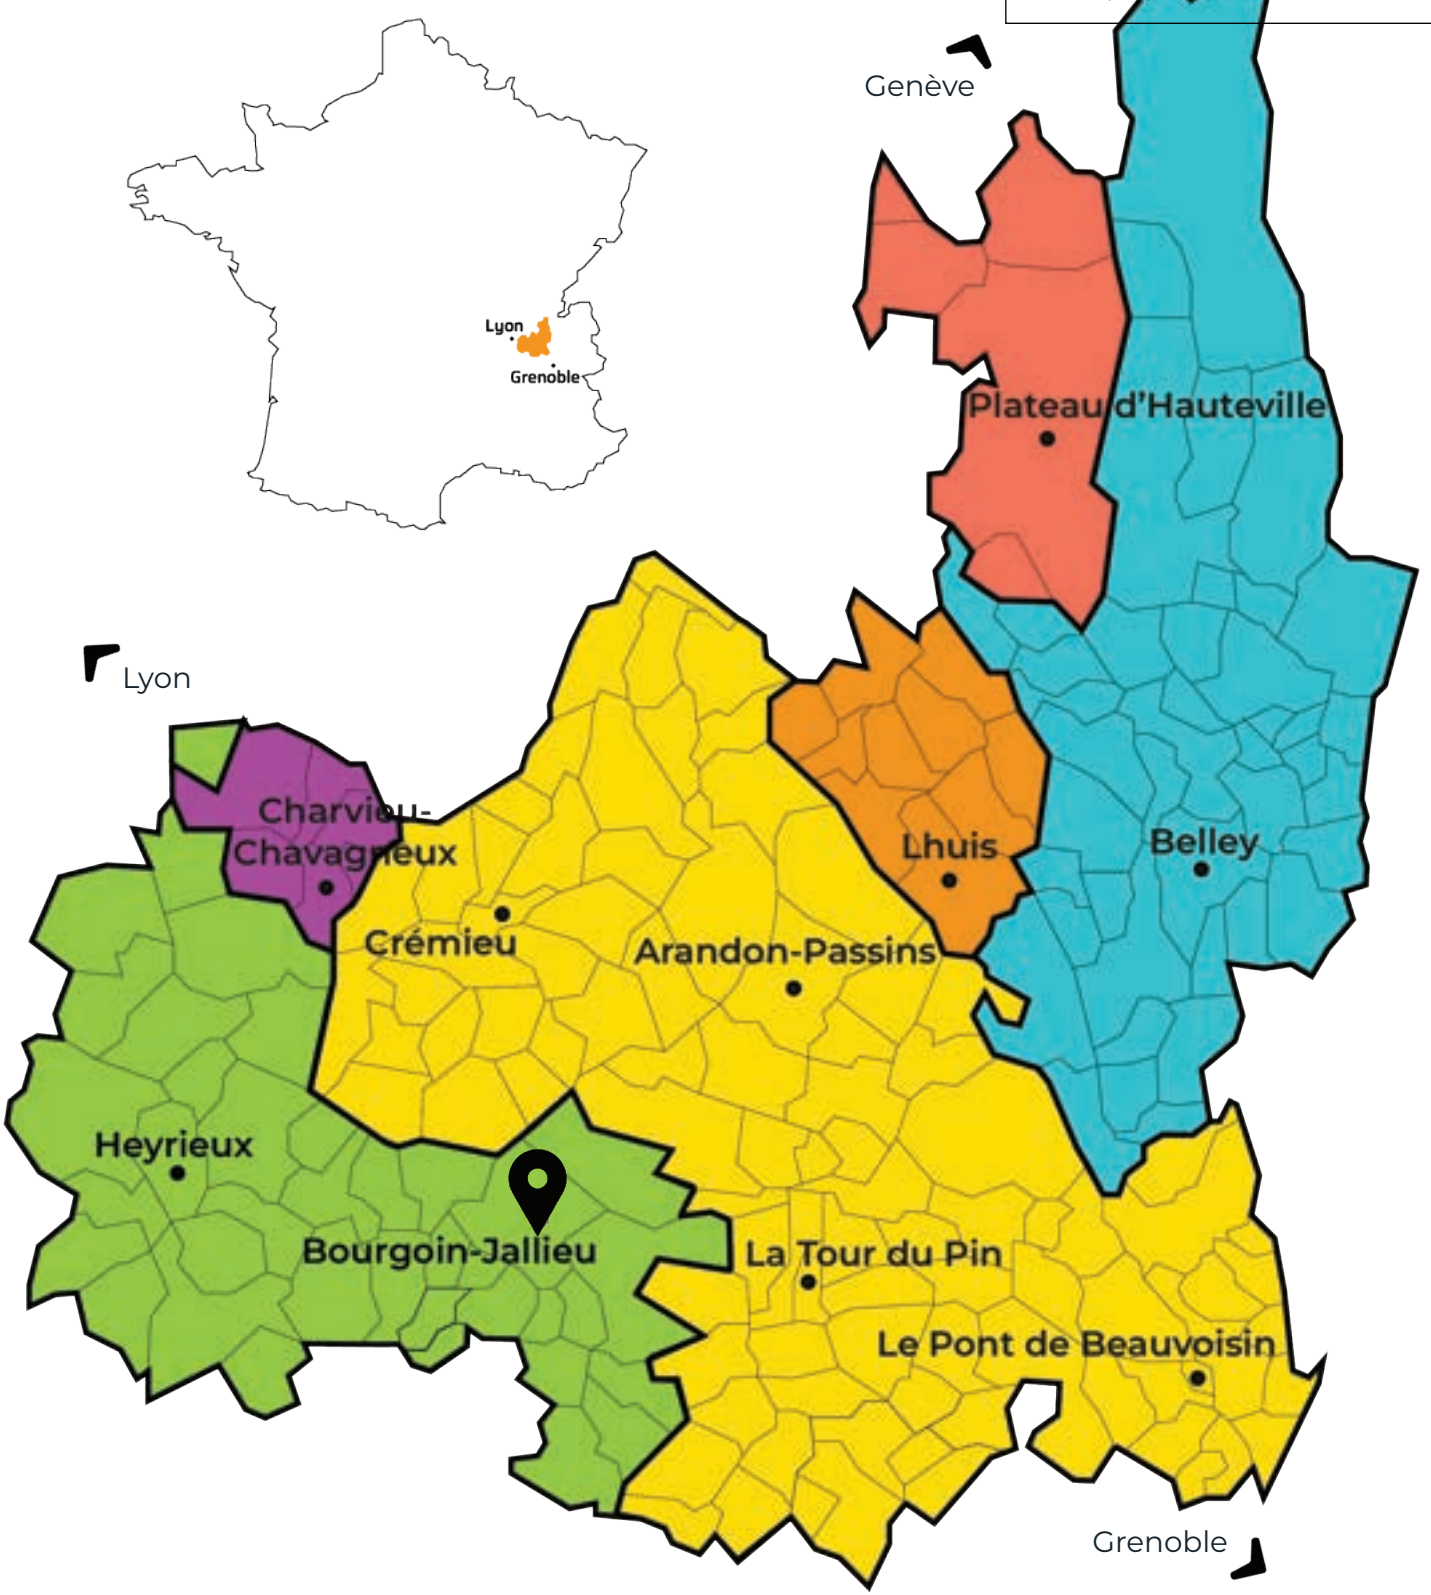 Genève
Lyon
Grenoble
Plateau d'Hauteville
Lyon
Charvieu-
Chavagneux
Lhuis
Belley
Crémieu
Arandon-Passins
Heyrieux
Bourgoin-Jallieu
La Tour du Pin
Le Pont de Beauvoisin
Grenoble